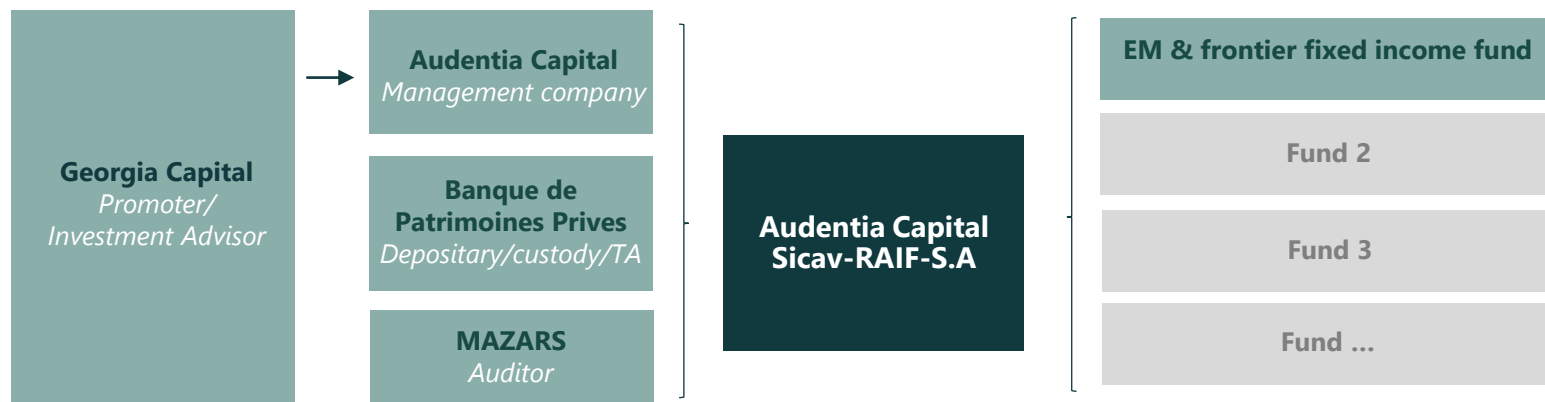 Georgia Capital
Promoter/
Investment Advisor
Audentia Capital
Management company
Banque de
Patrimoines Prives
Depositary/custody/TA
MAZARS
Auditor
Audentia Capital
Sicav-RAIF-S.A
EM & frontier fixed income fund
Fund 2
Fund 3
Fund ...